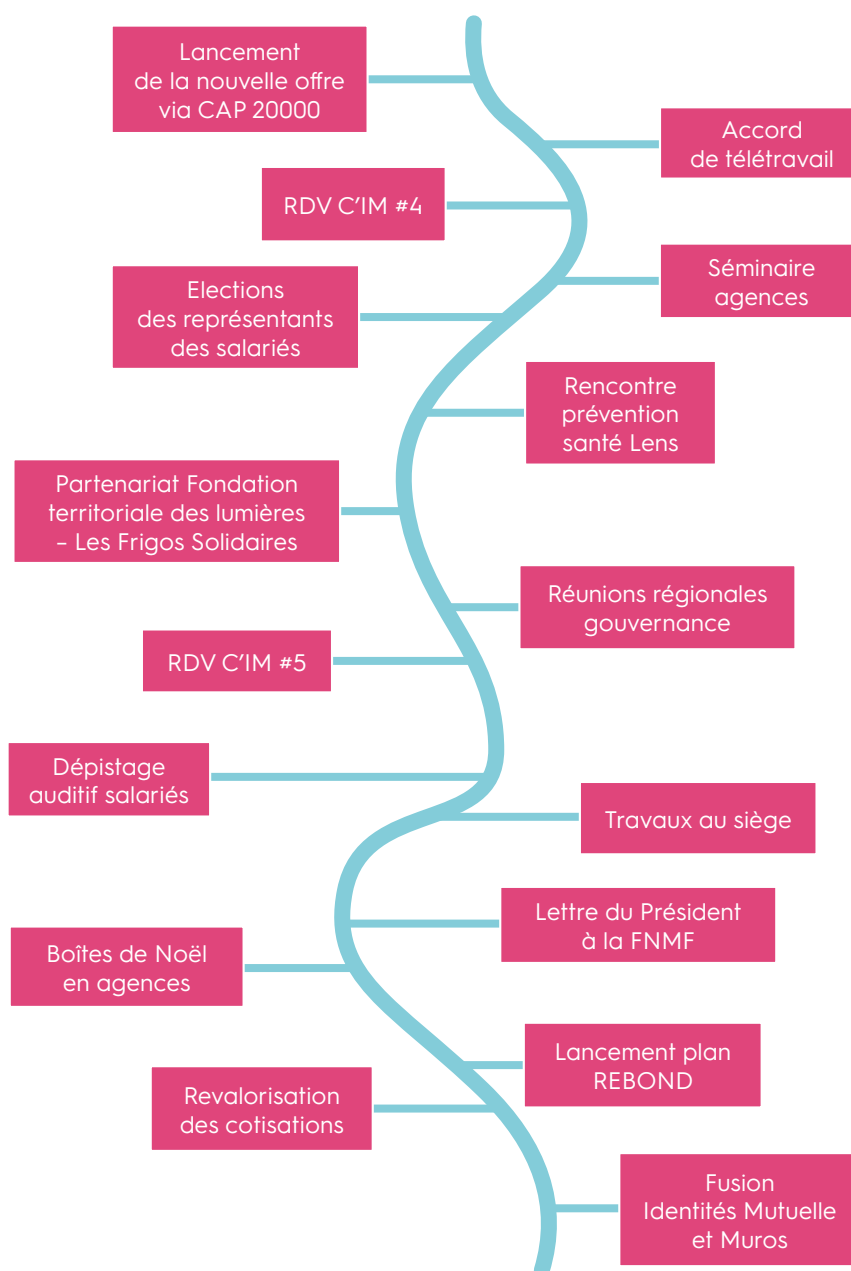 Lancement
de la nouvelle offre
via CAP 20000
Accord
de télétravail
RDV C'IM #4
Séminaire
agences
Elections
des représentants
des salariés
Rencontre
prévention
santé Lens
Partenariat Fondation
territoriale des lumières
– Les Frigos Solidaires
Réunions régionales
gouvernance
RDV C'IM #5
Dépistage
auditif salariés
Travaux au siège
Lettre du Président
à la FNMF
Boîtes de Noël
en agences
Lancement plan
REBOND
Revalorisation
des cotisations
Fusion
Identités Mutuelle
et Muros